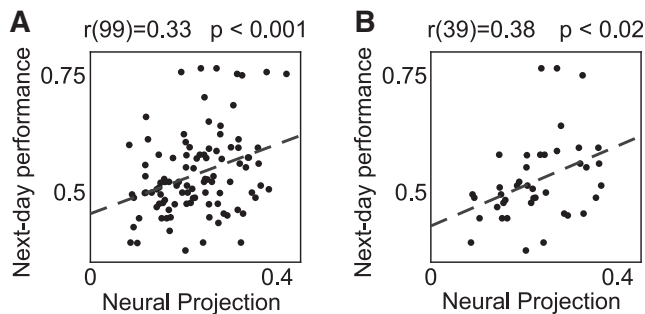 A
r(99)=0.33 p < 0.001
Next-day performance
0.75
0.5
0
0.4
Neural Projection
B
r(39)=0.38 p < 0.02
Next-day performance
0.75
0.5
0
0.4
Neural Projection